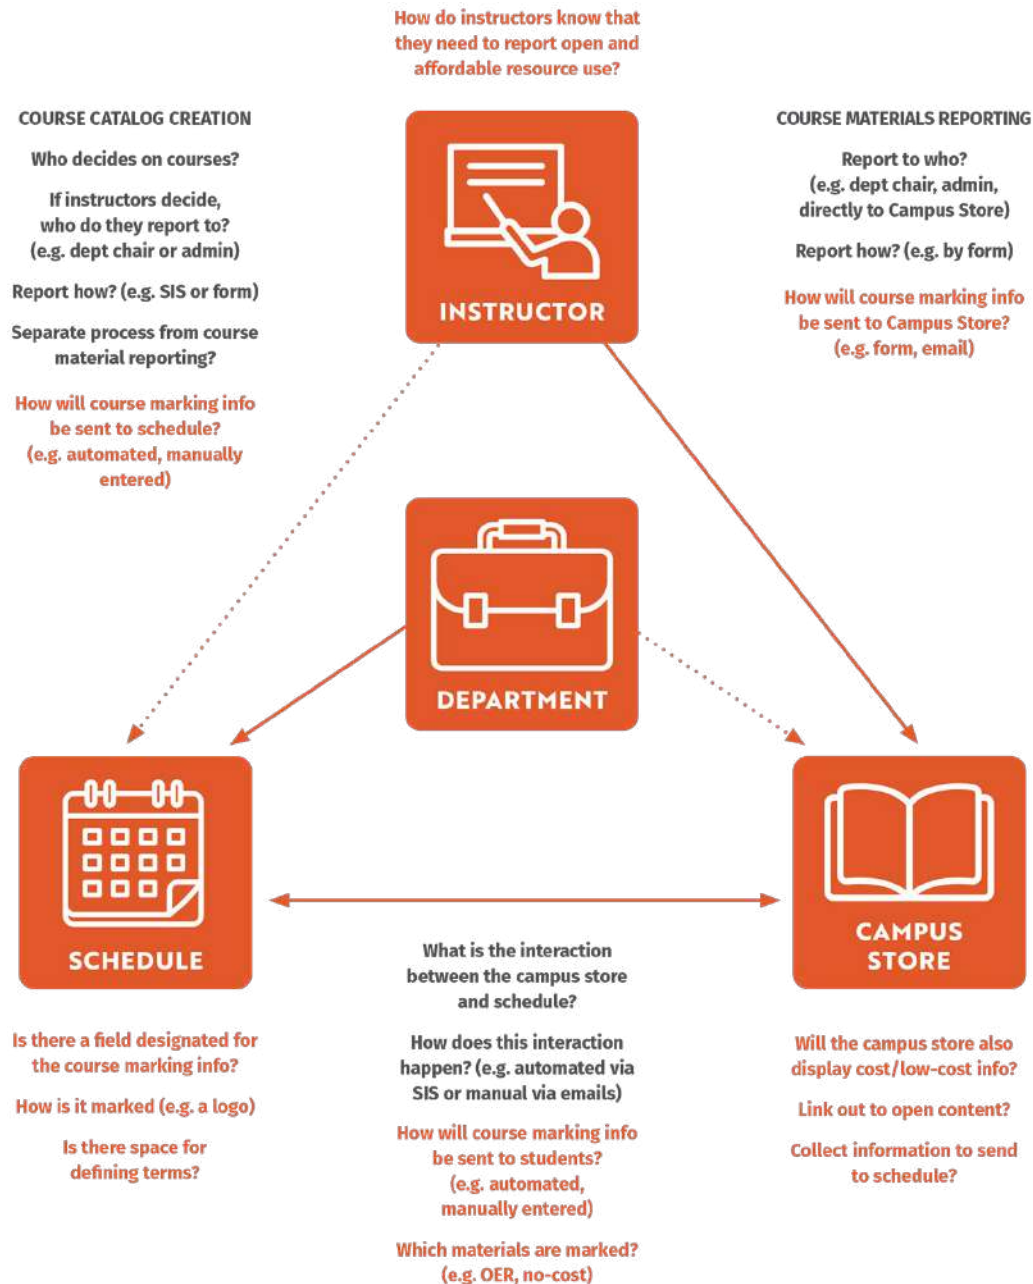 How do instructors know that
they need to report open and
affordable resource use?
COURSE CATALOG CREATION
Who decides on courses?
If instructors decide,
who do they report to?
(e.g. dept chair or admin)
Report how? (e.g. SIS or form)
Separate process from course
material reporting?
How will course marking info
be sent to schedule?
(e.g. automated, manually
entered)
INSTRUCTOR
COURSE MATERIALS REPORTING
Report to who?
(e.g. dept chair, admin,
directly to Campus Store)
Report how? (e.g. by form)
How will course marking info
be sent to Campus Store?
(e.g. form, email)
DEPARTMENT
SCHEDULE
Is there a field designated for
the course marking info?
How is it marked (e.g. a logo)
Is there space for
defining terms?
What is the interaction
between the campus store
and schedule?
How does this interaction
happen? (e.g. automated via
SIS or manual via emails)
How will course marking info
be sent to students?
(e.g. automated,
manually entered)
Which materials are marked?
(e.g. OER, no-cost)
CAMPUS
STORE
Will the campus store also
display cost/low-cost info?
Link out to open content?
Collect information to send
to schedule?